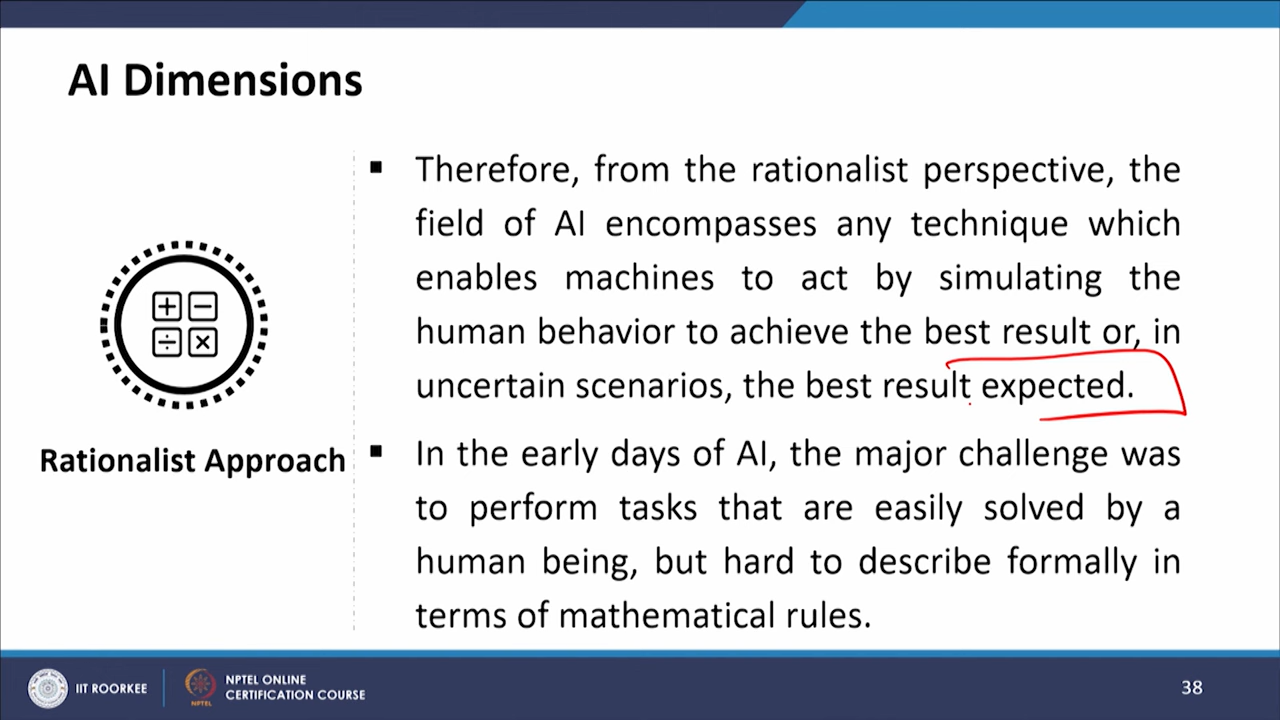 AI Dimensions
▪ Therefore, from the rationalist perspective, the
field of AI encompasses any technique which
enables machines to act by simulating the
human behavior to achieve the best result or, in
uncertain scenarios, the best result expected.
Rationalist Approach
▪ In the early days of AI, the major challenge was
to perform tasks that are easily solved by a
human being, but hard to describe formally in
terms of mathematical rules.
IIT ROORKEE
NPTEL
NPTEL ONLINE
CERTIFICATION COURSE
38